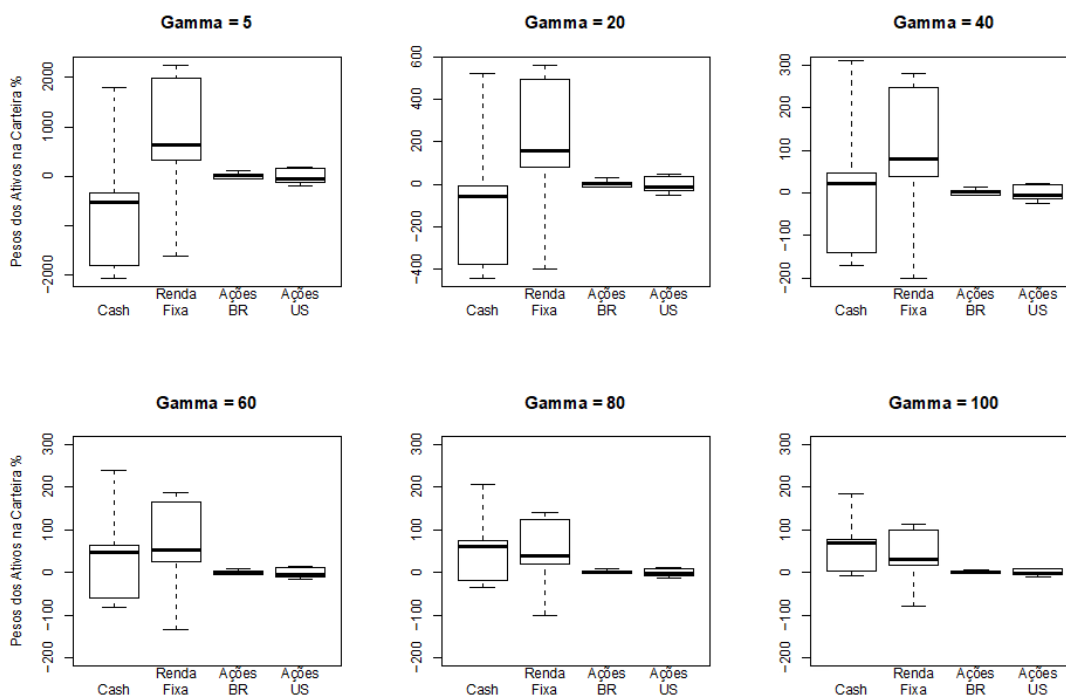 Gamma = 5
Pesos dos Ativos na Carteira %
2000
1000
0
−2000
Cash
Renda
Fixa
Ações
BR
Ações
US
Gamma = 20
600
400
200
0
−200
−400
Cash
Renda
Fixa
Ações
BR
Ações
US
Gamma = 40
300
200
100
0
−100
−200
Cash
Renda
Fixa
Ações
BR
Ações
US
Gamma = 60
Pesos dos Ativos na Carteira %
300
200
100
0
−100
−200
Cash
Renda
Fixa
Ações
BR
Ações
US
Gamma = 80
300
200
100
0
−100
−200
Cash
Renda
Fixa
Ações
BR
Ações
US
Gamma = 100
300
200
100
0
−100
−200
Cash
Renda
Fixa
Ações
BR
Ações
US